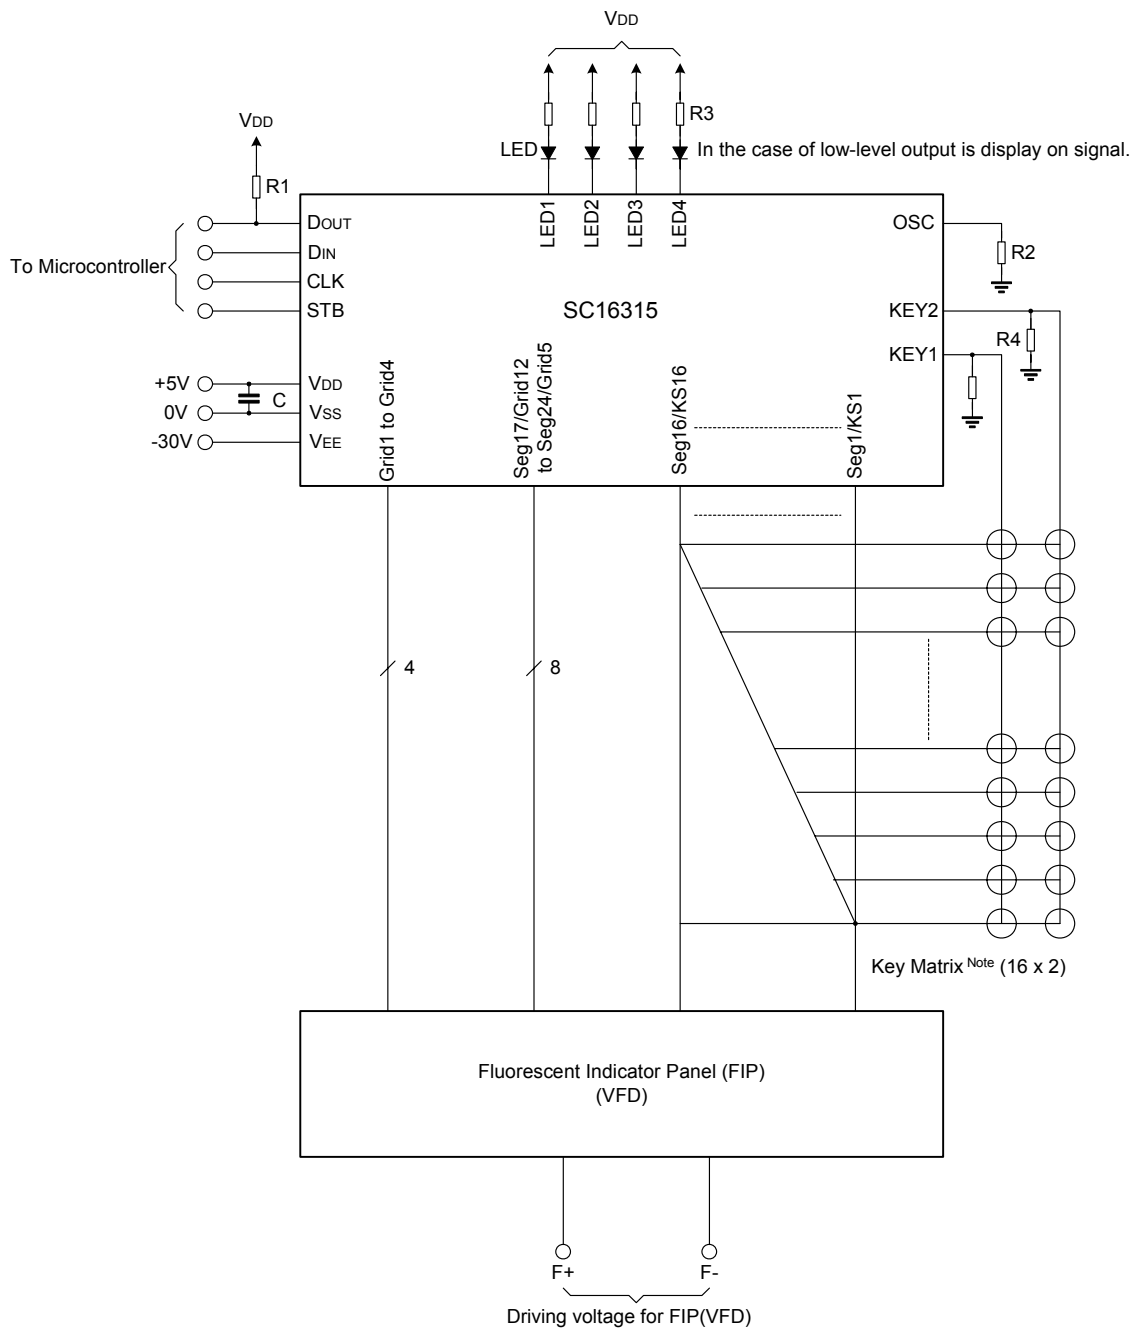 VDD
R3
VDD
LED
In the case of low-level output is display on signal.
R1
To Microcontroller
DOUT
DIN
CLK
STB
LED1
LED2
LED3
LED4
OSC
R2
SC16315
KEY2
KEY1
R4
+5V
0V
-30V
C
VDD
VSS
VEE
Grid1 to Grid4
Seg17/Grid12
to Seg24/Grid5
Seg16/KS16
Seg1/KS1
4
8
Key Matrix Note (16 x 2)
Fluorescent Indicator Panel (FIP)
(VFD)
F+
F-
Driving voltage for FIP(VFD)